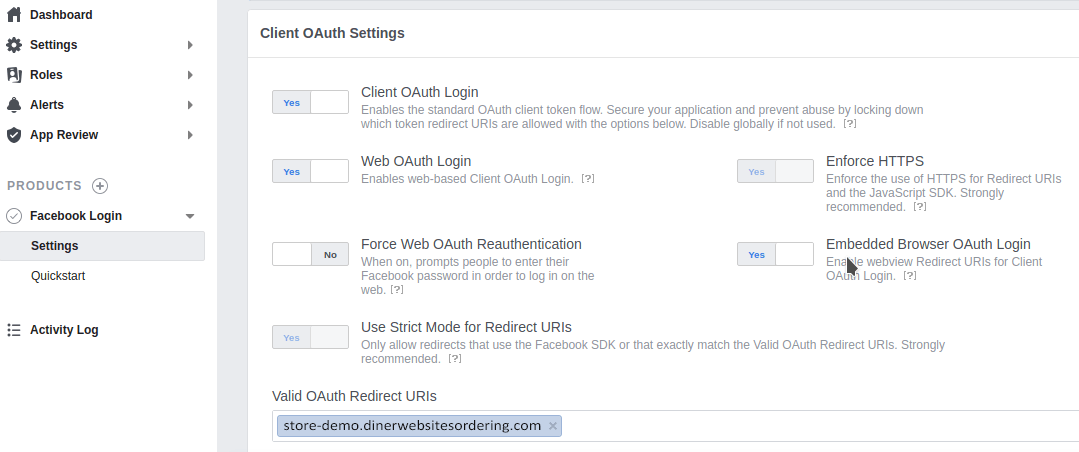 Dashboard
Settings
Roles
Alerts
App Review
PRODUCTS
Facebook Login
Settings
Quickstart
Activity Log
Client OAuth Settings
Yes
Client OAuth Login
Enables the standard OAuth client token flow. Secure your application and prevent abuse by locking down
which token redirect URIs are allowed with the options below. Disable globally if not used. [?]
Yes
Web OAuth Login
Enables web-based Client OAuth Login. [?]
Yes
Enforce HTTPS
Enforce the use of HTTPS for Redirect URIs
and the JavaScript SDK. Strongly
recommended. [?]
No
Force Web OAuth Reauthentication
When on, prompts people to enter their
Facebook password in order to log in on the
web. [?]
Yes
Embedded Browser OAuth Login
Enable webview Redirect URIs for Client
OAuth Login. [?]
Yes
Use Strict Mode for Redirect URIs
Only allow redirects that use the Facebook SDK or that exactly match the Valid OAuth Redirect URIs. Strongly
recommended. [?]
Valid OAuth Redirect URIs
store-demo.dinerwebsitesordering.com ×